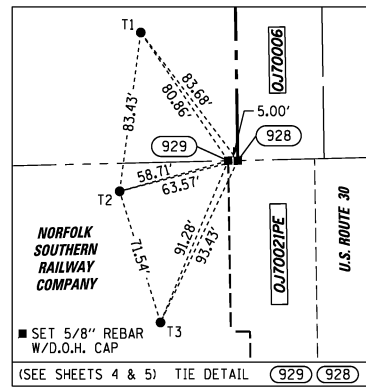 T1
0J70006
83.68'
80.86'
83.43'
5.00'
929
928
58.71'
63.57'
T2
NORFOLK
SOUTHERN
RAILWAY
COMPANY
71.54'
91.28'
93.43'
0J70021PE
U.S. ROUTE 30
T3
■ SET 5/8" REBAR
W/D.O.H. CAP
(SEE SHEETS 4 & 5) TIE DETAIL 929 928